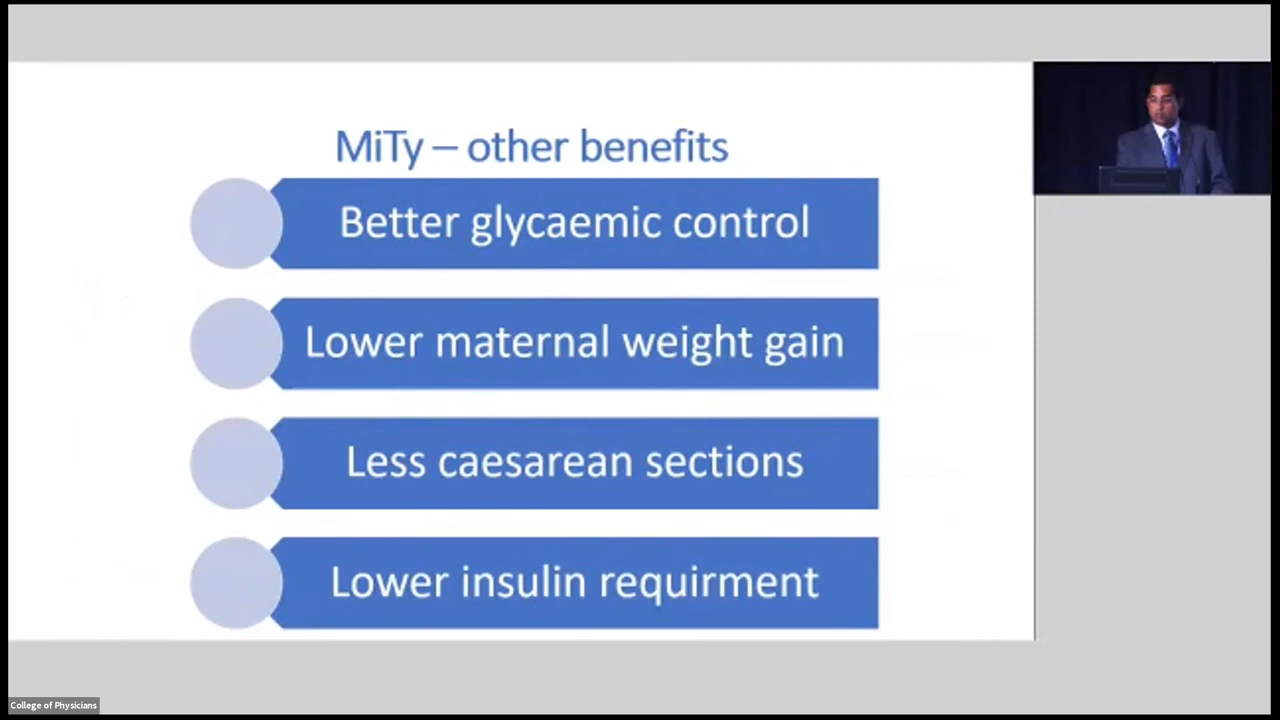 MiTy – other benefits
Better glycaemic control
Lower maternal weight gain
Less caesarean sections
Lower insulin requirment
College of Physicians